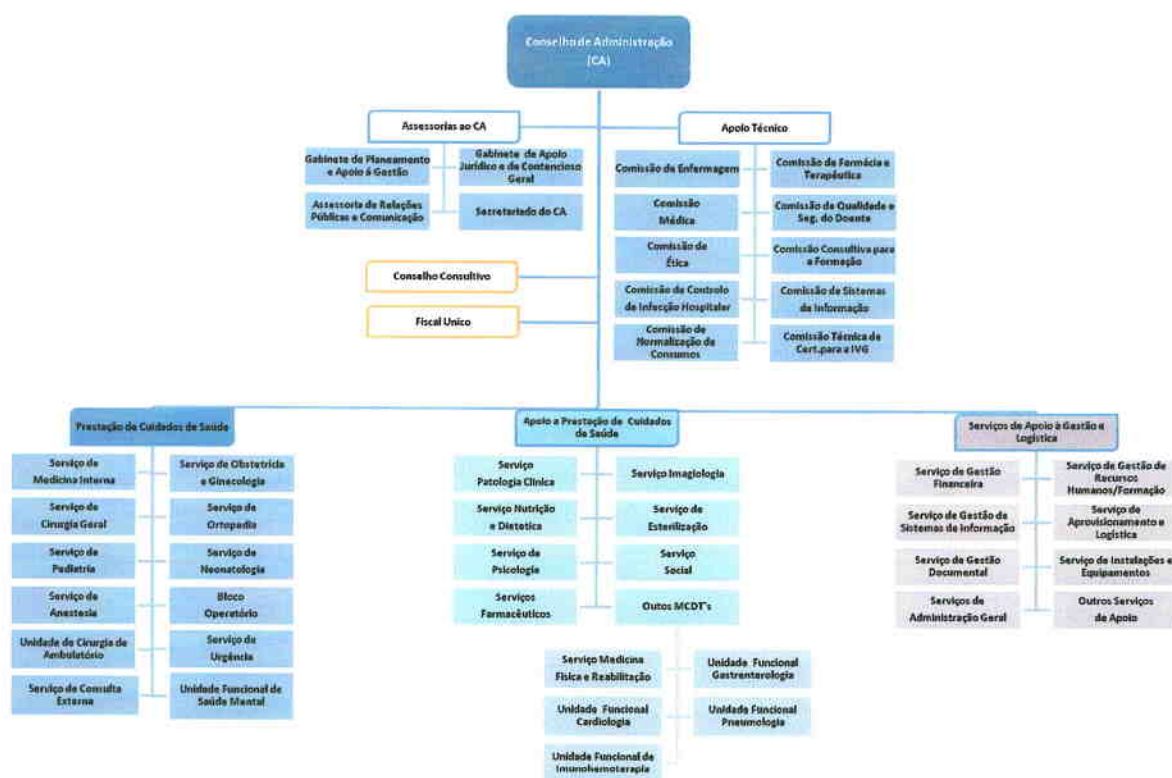 Conselho de Administração
(CA)
Assessorias ao CA
Apoio Técnico
Gabinete de Planeamento
e Apoio á Gestão
Gabinete de Apoio
Jurídico e de Contencioso
Geral
Assessoria de Relações
Públicas e Comunicação
Secretariado do CA
Comissão de Enfermagem
Comissão de Farmácia e
Terapêutica
Comissão
Médica
Comissão de Qualidade e
Seg. do Doente
Comissão de
Ética
Comissão Consultiva para
a Formação
Comissão de Controlo
de Infecção Hospitalar
Comissão de Sistemas
de Informação
Comissão de
Normalização de
Consumos
Comissão Técnica de
Cert.para a IVG
Conselho Consultivo
Fiscal Unico
Prestação de Cuidados de Saúde
Apoio a Prestação de Cuidados
de Saúde
Serviços de Apoio à Gestão e
Logística
Serviço de
Medicina Interna
Serviço de Obstetrícia
e Ginecologia
Serviço de
Cirurgia Geral
Serviço de
Ortopedia
Serviço de
Pediatria
Serviço de
Neonatologia
Serviço de
Anestesia
Bloco
Operatório
Unidade de Cirurgia de
Ambulatório
Serviço de
Urgência
Serviço de Consulta
Externa
Unidade Funcional de
Saúde Mental
Serviço
Patologia Clínica
Serviço Imagiologia
Serviço Nutrição
e Dietetica
Serviço de
Esterilização
Serviço de
Psicologia
Serviço
Social
Serviços
Farmacêuticos
Outos MCDT's
Serviço Medicina
Física e Reabilitação
Unidade Funcional
Gastrenterologia
Unidade Funcional
Cardiologia
Unidade Funcional
Pneumologia
Unidade Funcional de
Imunohemoterapia
Serviço de Gestão
Financeira
Serviço de Gestão de
Recursos
Humanos/Formação
Serviço de Gestão de
Sistemas de Informação
Serviço de
Aprovisionamento e
Logística
Serviço de Gestão
Documental
Serviço de Instalações e
Equipamentos
Serviços de
Administração Geral
Outros Serviços
de Apoio